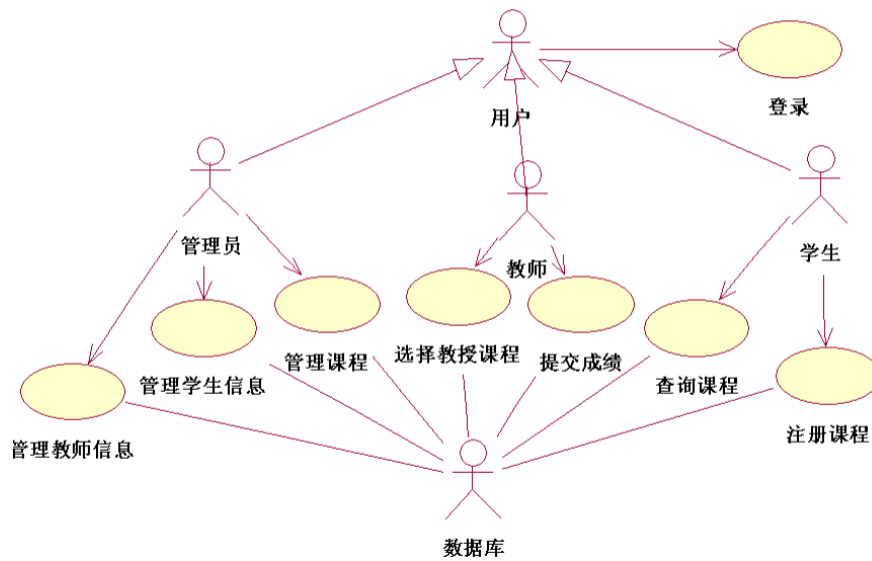 登录
用户
管理员
教师
学生
管理课程
选择教授课程
提交成绩
管理学生信息
查询课程
管理教师信息
注册课程
数据库